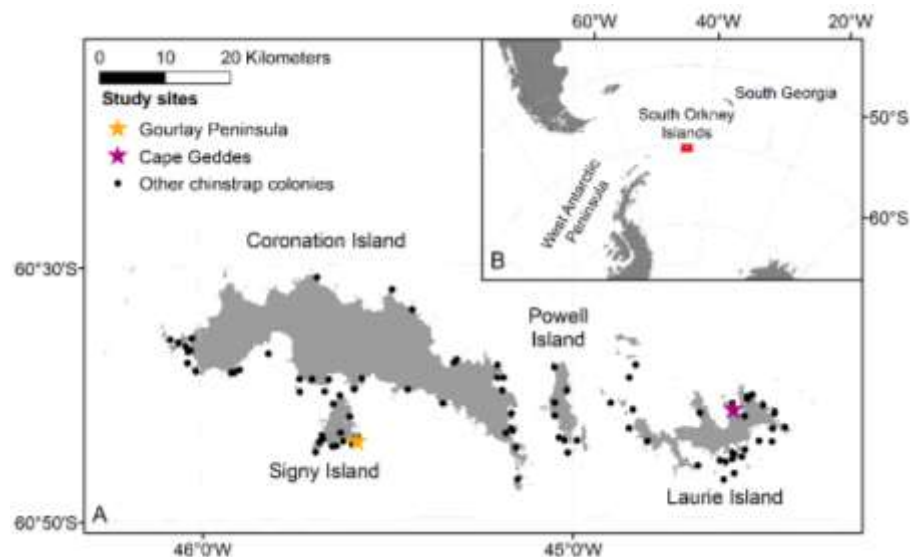 60°W 40°W 20°W
0 10 20 Kilometers
Study sites
Gourlay Peninsula
Cape Geddes
Other chinstrap colonies
South Georgia
South Orkney
Islands
50°S
West Antarctic
Peninsula
60°S
B
Coronation Island
60°30'S
Powell
Island
Signy Island
Laurie Island
60°50'S
A
46°0'W 45°0'W